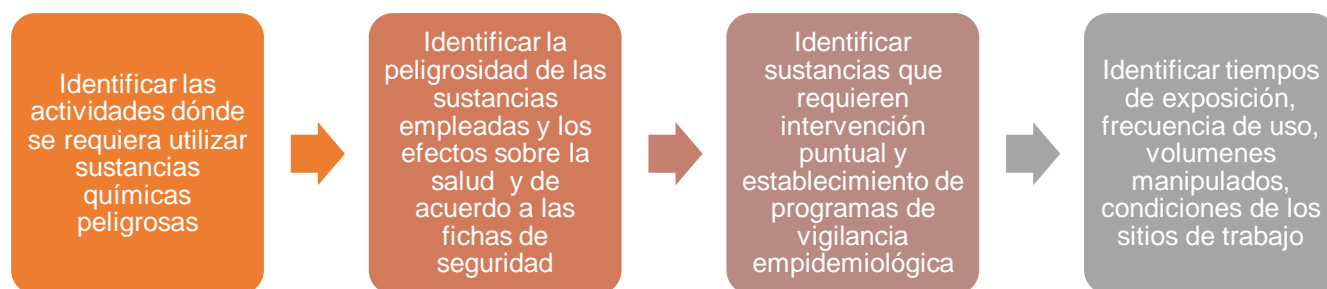 Identificar las
actividades dónde
se requiera utilizar
sustancias
químicas
peligrosas
Identificar la
peligrosidad de las
sustancias
empleadas y los
efectos sobre la
salud y de
acuerdo a las
fichas de
seguridad
Identificar
sustancias que
requieren
intervención
puntual y
establecimiento de
programas de
vigilancia
empidemiológica
Identificar tiempos
de exposición,
frecuencia de uso,
volumenes
manipulados,
condiciones de los
sitios de trabajo